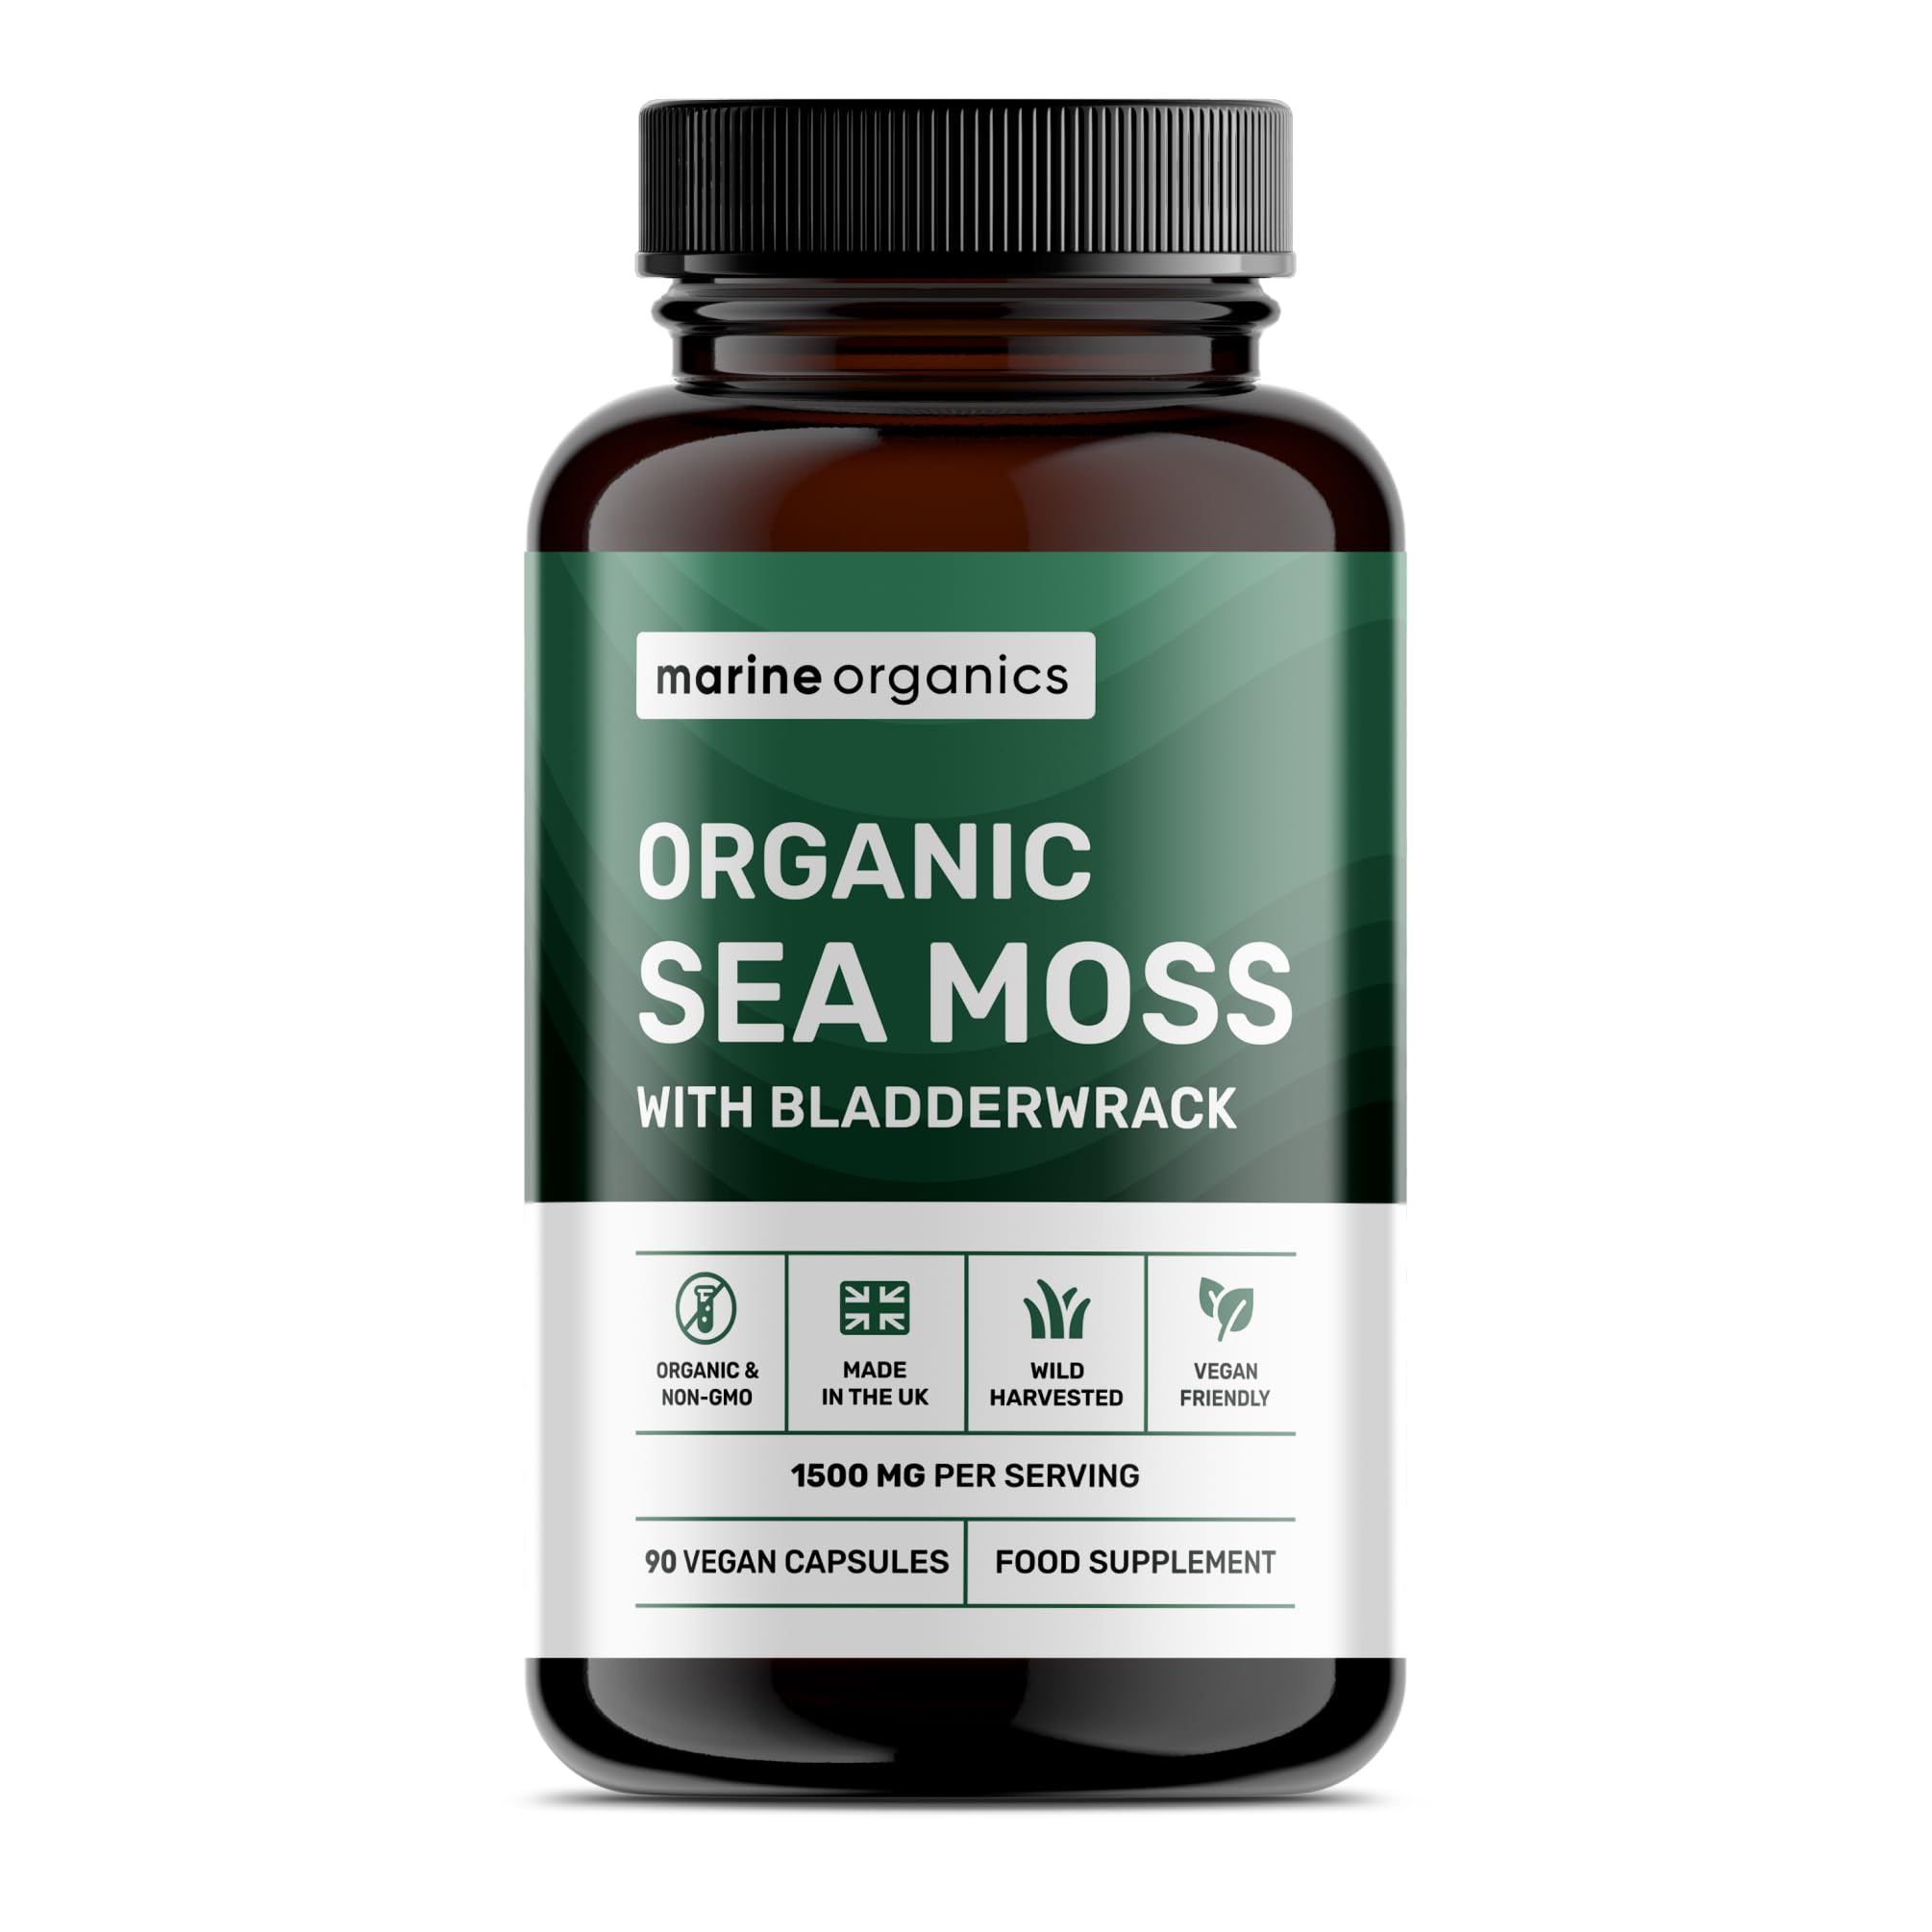 marine organics
ORGANIC
SEA MOSS
WITH BLADDERWRACK
ORGANIC &
NON-GMO
MADE
IN THE UK
WILD
HARVESTED
VEGAN
FRIENDLY
1500 MG PER SERVING
90 VEGAN CAPSULES
FOOD SUPPLEMENT